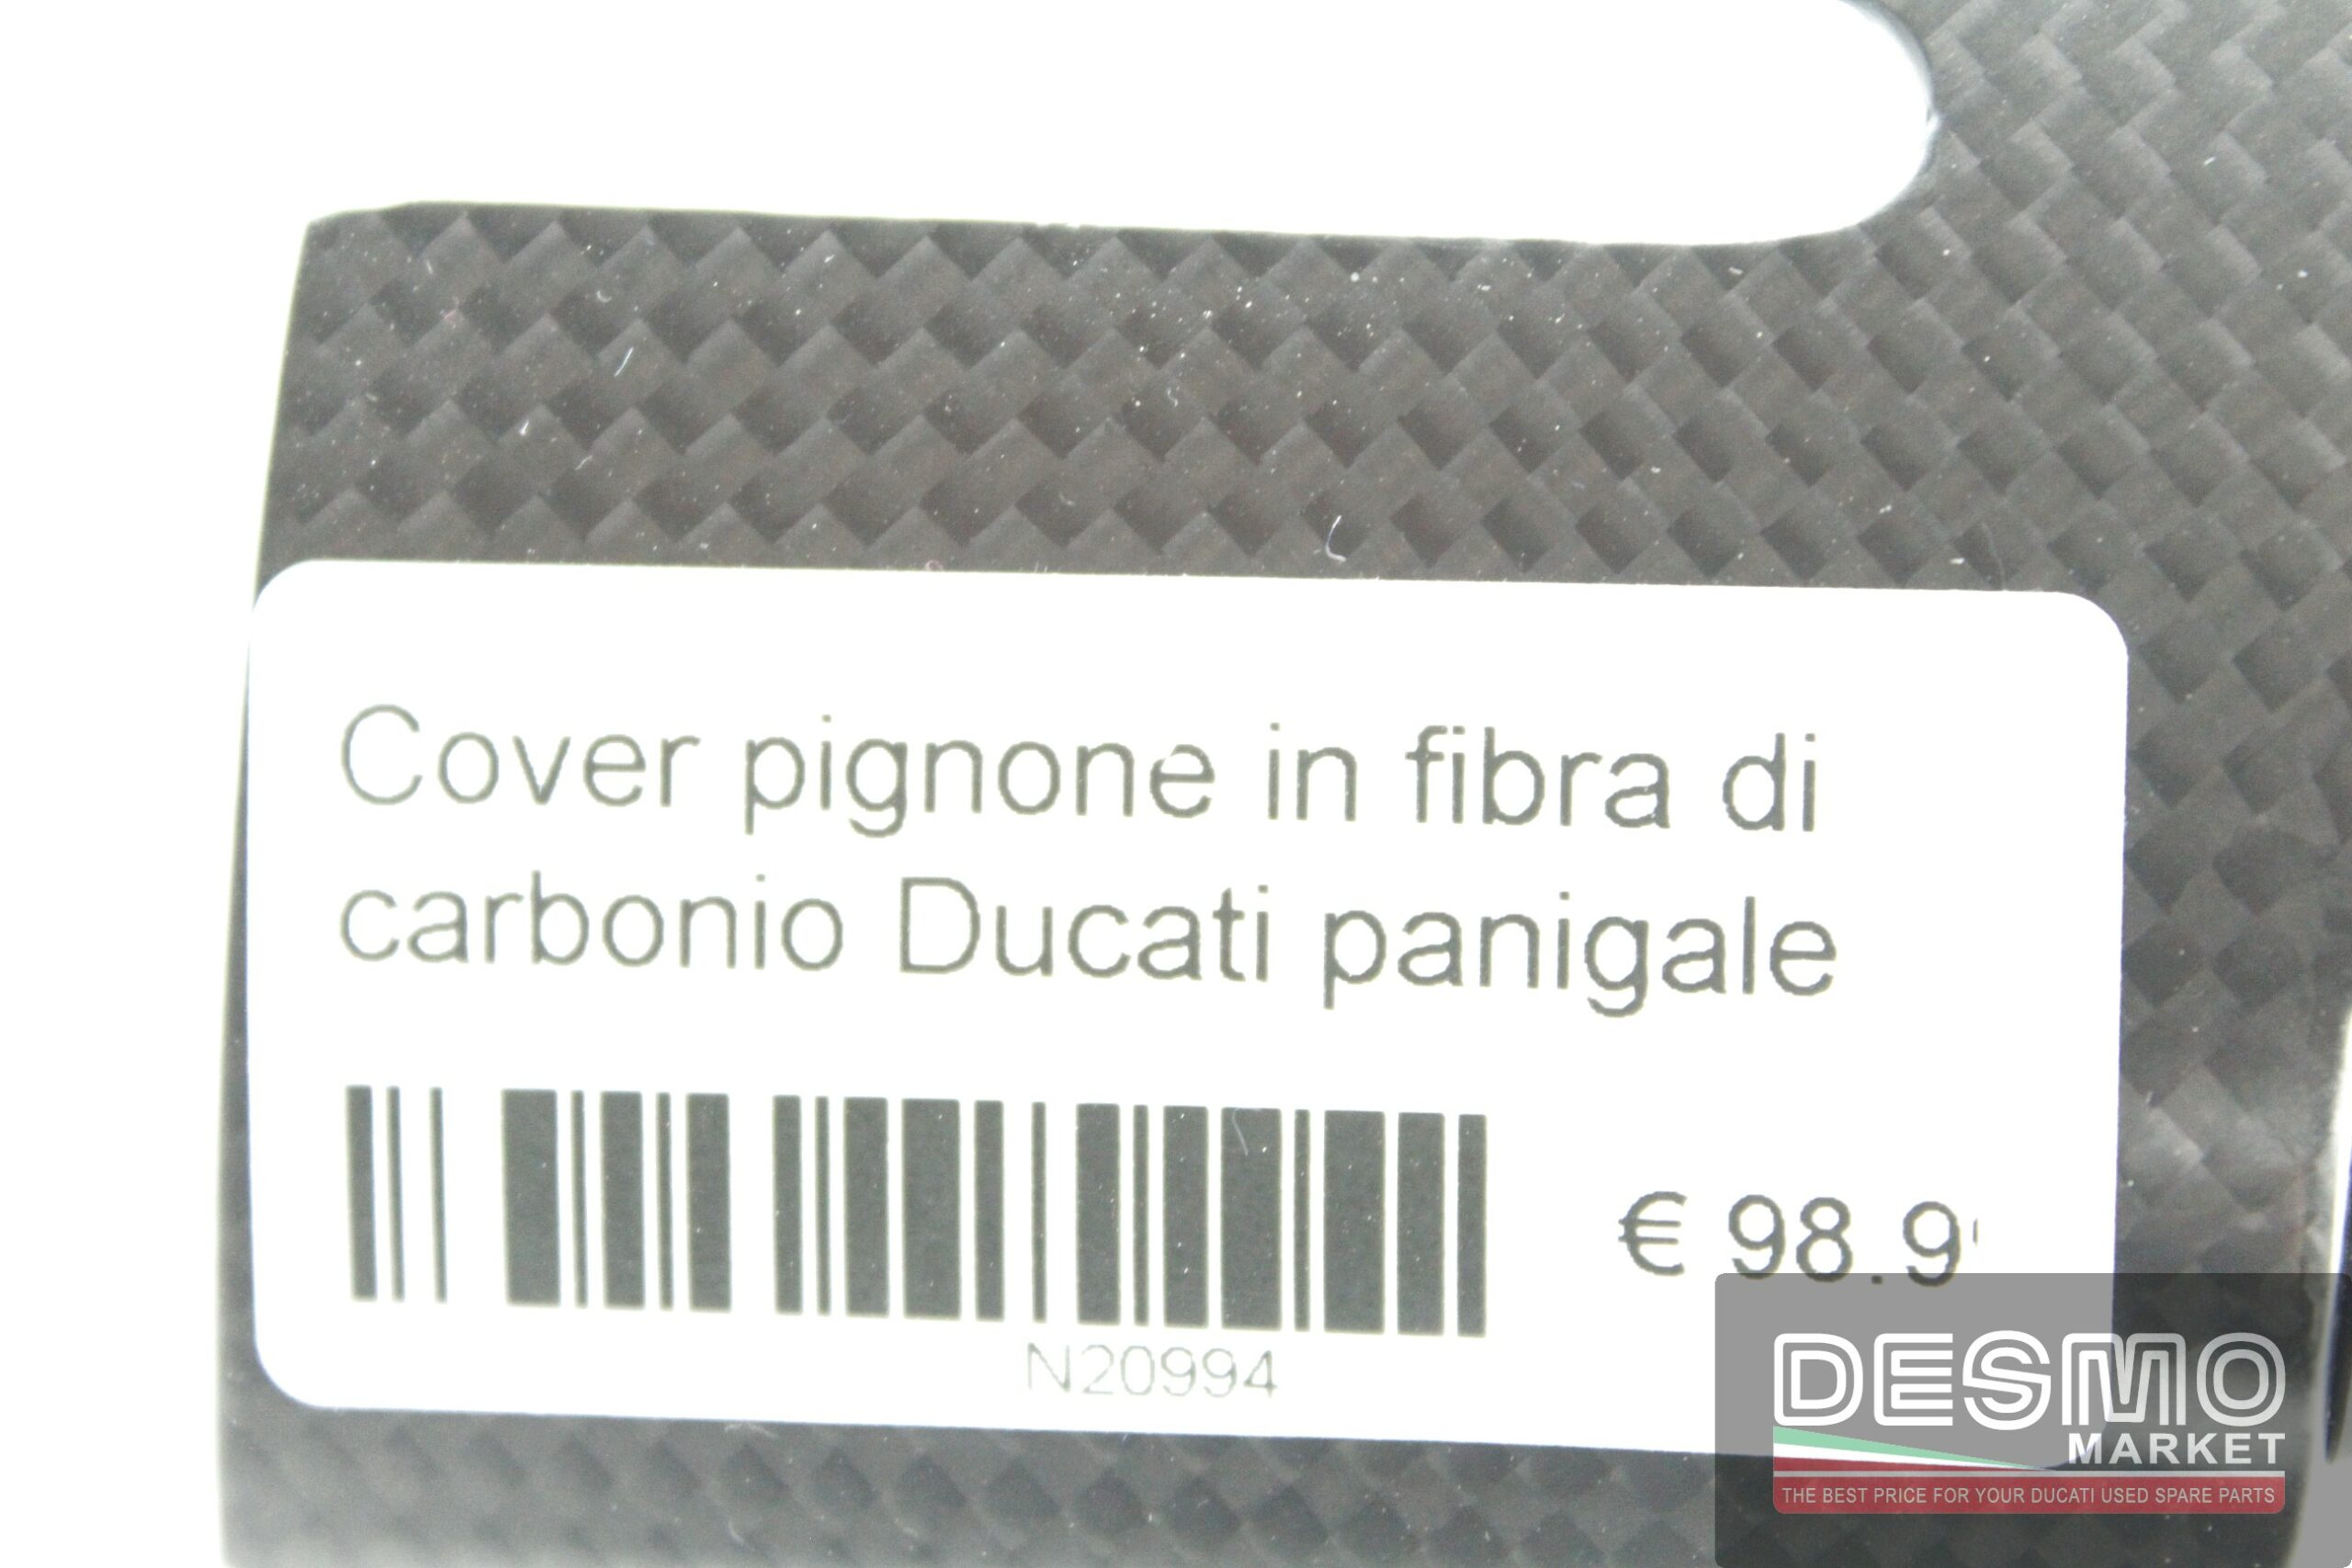 Cover pignone in fibra di
carbonio Ducati panigale
€ 98.9
N20994
DESMO
MARKET
THE BEST PRICE FOR YOUR DUCATI USED SPARE PARTS